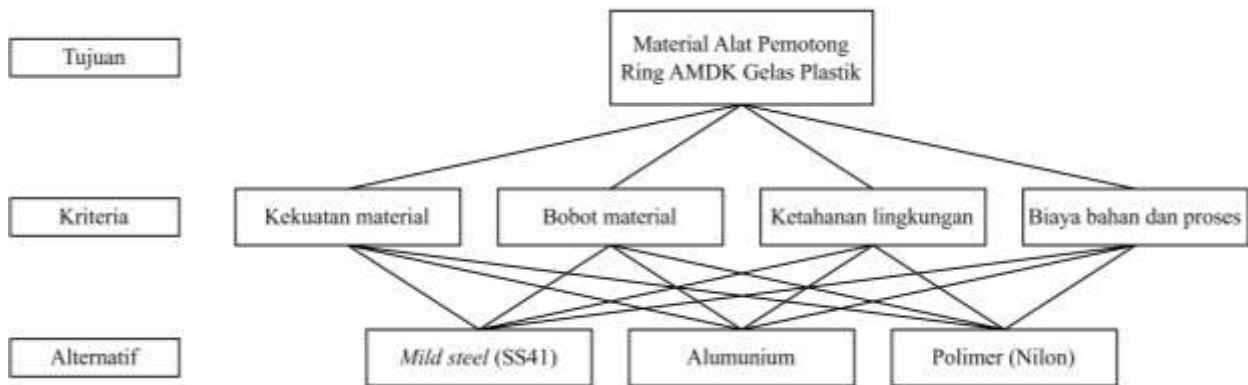 Tujuan
Material Alat Pemotong
Ring AMDK Gelas Plastik
Kriteria
Kekuatan material
Bobot material
Ketahanan lingkungan
Biaya bahan dan proses
Alternatif
Mild steel (SS41)
Alumunium
Polimer (Nilon)